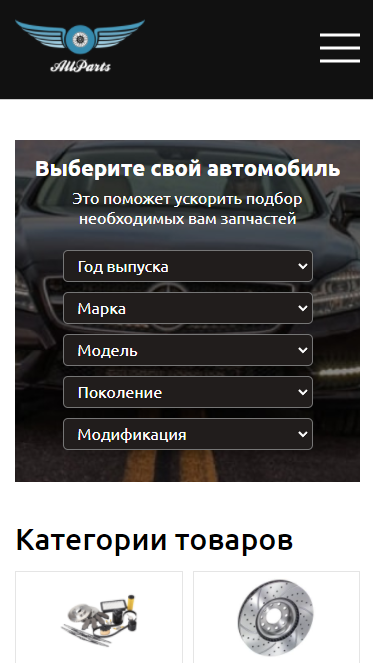 AllParts
Выберите свой автомобиль
Это поможет ускорить подбор
необходимых вам запчастей
Год выпуска
Марка
Модель
Поколение
Модификация
Категории товаров